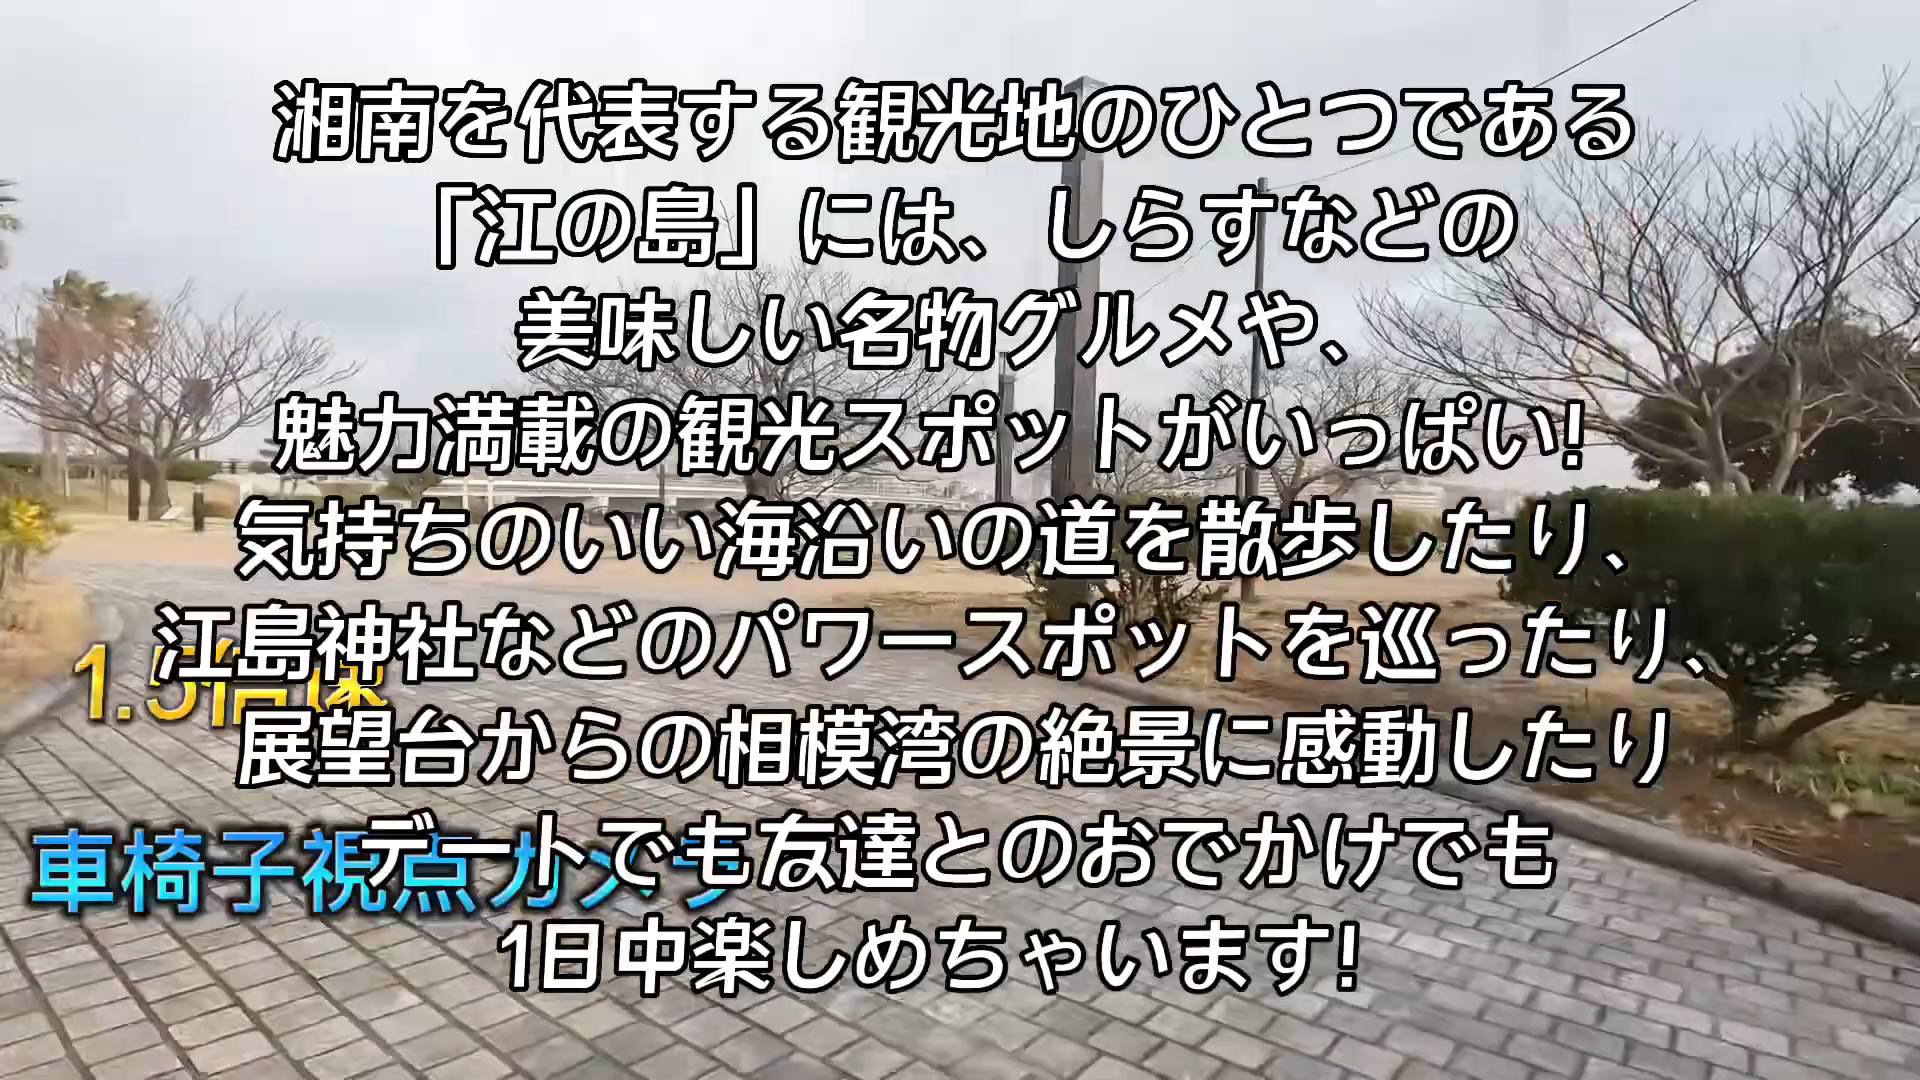 湘南を代表する観光地のひとつである
「江の島」には、しらすなどの
美味しい名物グルメや、
魅力満載の観光スポットがいっぱい!
気持ちのいい海沿いの道を散歩したり、
江島神社などのパワースポットを巡ったり、
1.5倍速
展望台からの相模湾の絶景に感動したり
デートでも友達とのおでかけでも
車椅子視点カメラ
1日中楽しめちゃいます!